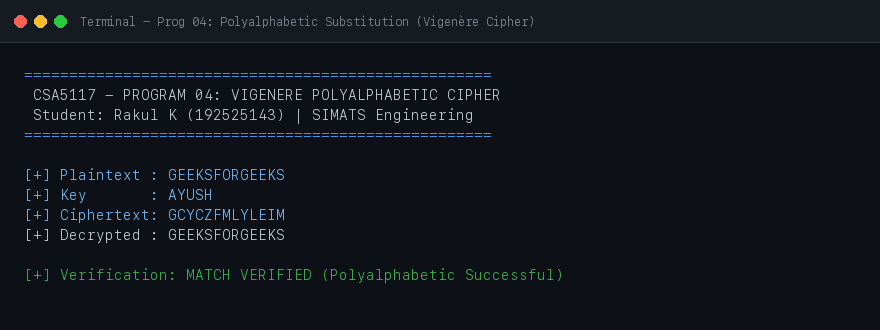 Terminal — Prog 04: Polyalphabetic Substitution (Vigenère Cipher)
====================================================
CSA5117 — PROGRAM 04: VIGENERE POLYALPHABETIC CIPHER
Student: Rakul K (192525143) | SIMATS Engineering
====================================================
[+] Plaintext : GEEKSFORGEEKS
[+] Key       : AYUSH
[+] Ciphertext: GCYCZFMLYLEIM
[+] Decrypted : GEEKSFORGEEKS
[+] Verification: MATCH VERIFIED (Polyalphabetic Successful)